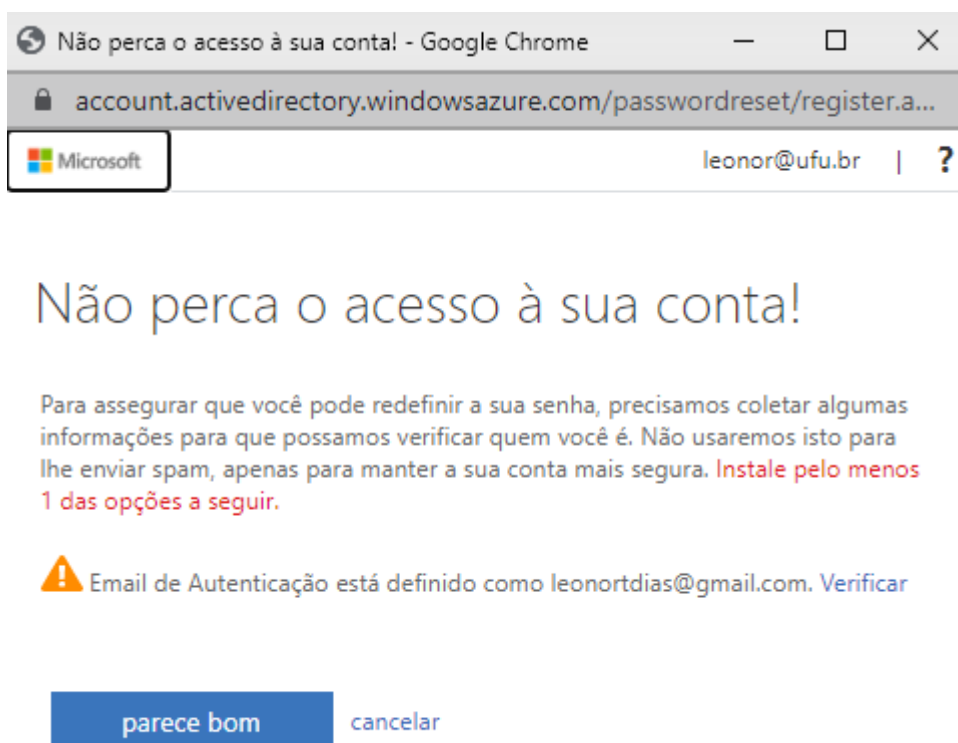 Não perca o acesso à sua conta! - Google Chrome
account.activedirectory.windowsazure.com/passwordreset/register.a...
Microsoft leonor@ufu.br | ?
Não perca o acesso à sua conta!
Para assegurar que você pode redefinir a sua senha, precisamos coletar algumas
informações para que possamos verificar quem você é. Não usaremos isto para
lhe enviar spam, apenas para manter a sua conta mais segura. Instale pelo menos
1 das opções a seguir.
Email de Autenticação está definido como leonortdias@gmail.com. Verificar
parece bom cancelar